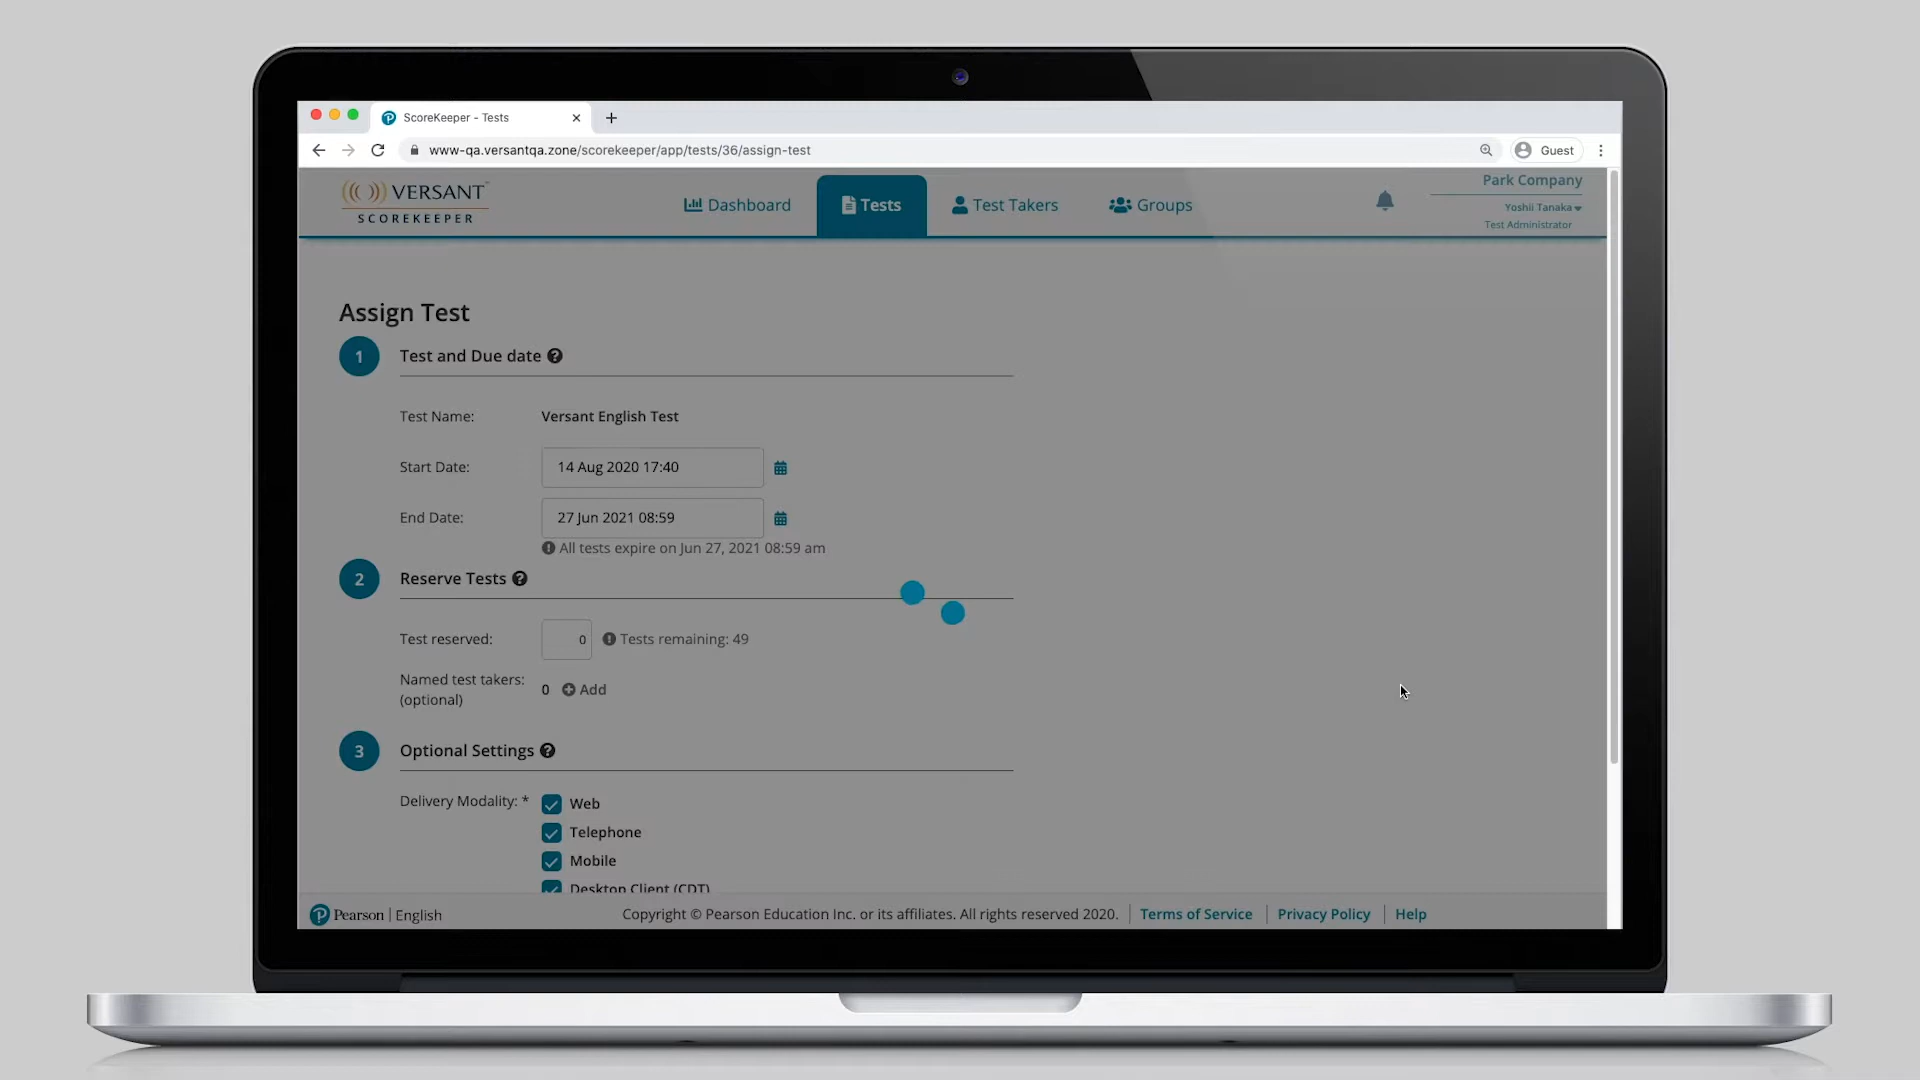 ScoreKeeper - Tests
www-qa.versantqa.zone/scorekeeper/app/tests/36/assign-test
Guest
VERSANT
SCOREKEEPER
Dashboard
Tests
Test Takers
Groups
Park Company
Yoshii Tanaka
Test Administrator
Assign Test
1 Test and Due date
Test Name: Versant English Test
Start Date: 14 Aug 2020 17:40
End Date: 27 Jun 2021 08:59
All tests expire on Jun 27, 2021 08:59 am
2 Reserve Tests
Test reserved: 0 Tests remaining: 49
Named test takers: 0 Add
(optional)
3 Optional Settings
Delivery Modality: * Web
Telephone
Mobile
Desktop Client (CDT)
Pearson | English
Copyright © Pearson Education Inc. or its affiliates. All rights reserved 2020.
Terms of Service
Privacy Policy
Help